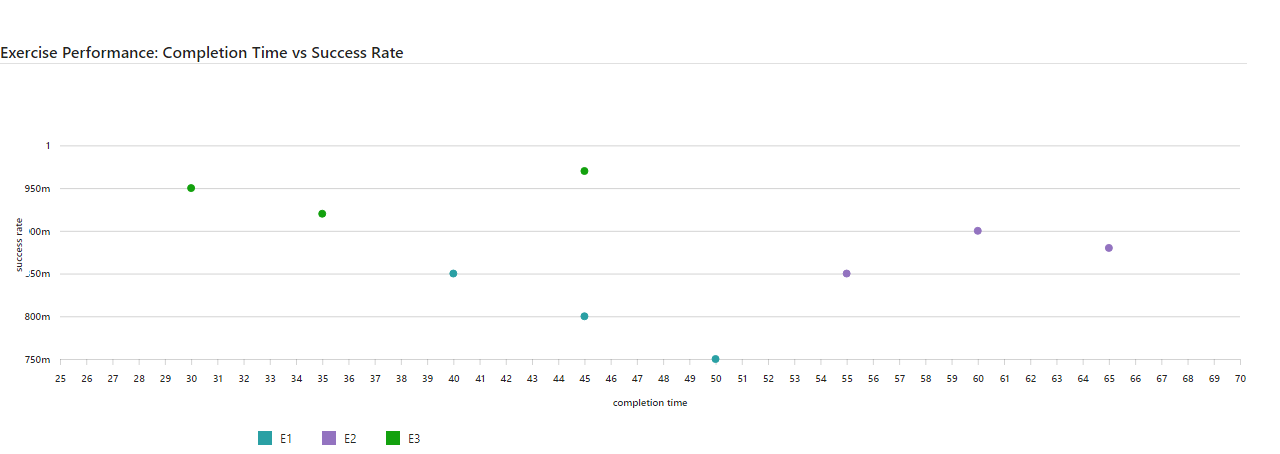 Exercise Performance: Completion Time vs Success Rate
1
950m
00m
50m
800m
750m
success rate
25 26 27 28 29 30 31 32 33 34 35 36 37 38 39 40 41 42 43 44 45 46 47 48 49 50 51 52 53 54 55 56 57 58 59 60 61 62 63 64 65 66 67 68 69 70
completion time
E1 E2 E3